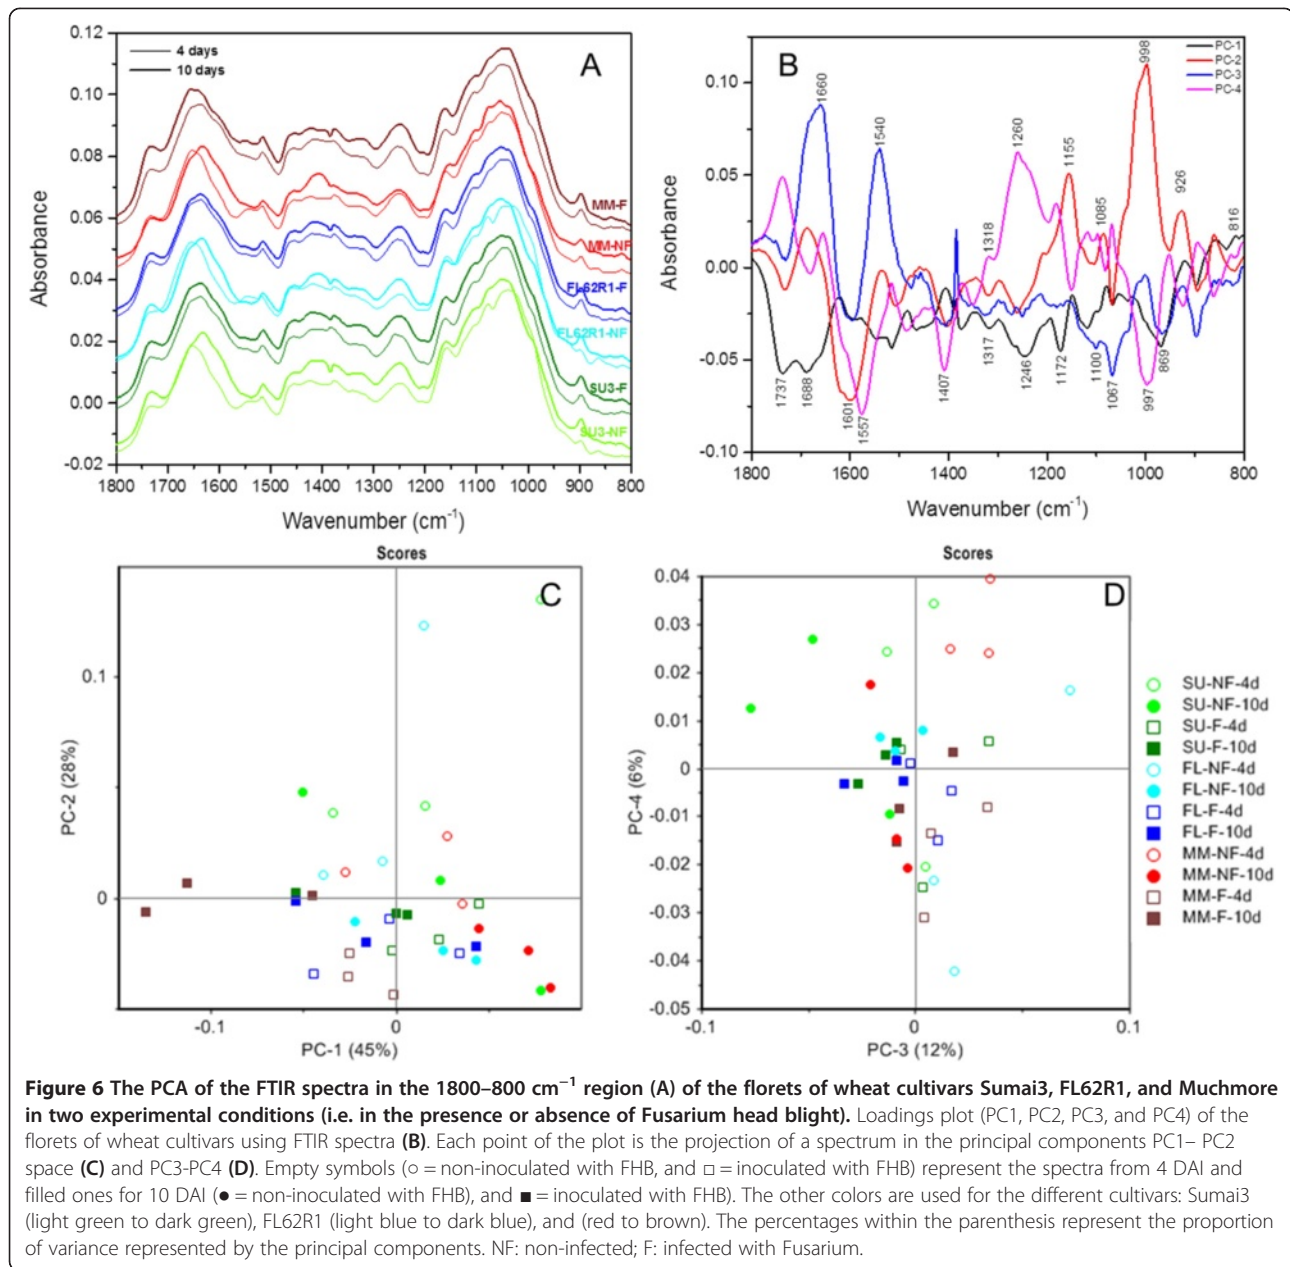 0.12
0.10
0.08
0.06
0.04
0.02
0.00
-0.02
Absorbance
4 days
10 days
A
MM-F
MM-NF
FL62R1-F
FL62R1-NF
SU3-F
SU3-NF
1800 1700 1600 1500 1400 1300 1200 1100 1000 900 800
Wavenumber (cm⁻¹)
0.10
0.05
0.00
-0.05
-0.10
Absorbance
B
PC-1
PC-2
PC-3
PC-4
1660
1540
1260
1318
1155
1085
998
926
816
1737
1688
1601
1557
1407
1317
1246
1172
1100
1067
997
869
1800 1600 1400 1200 1000 800
Wavenumber (cm⁻¹)
Scores
C
0.1
0
PC-2 (28%)
-0.1 0
PC-1 (45%)
Scores
D
0.04
0.03
0.02
0.01
0
-0.01
-0.02
-0.03
-0.04
-0.05
PC-4 (6%)
-0.1 0 0.1
PC-3 (12%)
SU-NF-4d
SU-NF-10d
SU-F-4d
SU-F-10d
FL-NF-4d
FL-NF-10d
FL-F-4d
FL-F-10d
MM-NF-4d
MM-NF-10d
MM-F-4d
MM-F-10d
Figure 6 The PCA of the FTIR spectra in the 1800–800 cm⁻¹ region (A) of the florets of wheat cultivars Sumai3, FL62R1, and Muchmore
in two experimental conditions (i.e. in the presence or absence of Fusarium head blight). Loadings plot (PC1, PC2, PC3, and PC4) of the
florets of wheat cultivars using FTIR spectra (B). Each point of the plot is the projection of a spectrum in the principal components PC1– PC2
space (C) and PC3-PC4 (D). Empty symbols (○ = non-inoculated with FHB, and □ = inoculated with FHB) represent the spectra from 4 DAI and
filled ones for 10 DAI (● = non-inoculated with FHB), and ■ = inoculated with FHB). The other colors are used for the different cultivars: Sumai3
(light green to dark green), FL62R1 (light blue to dark blue), and (red to brown). The percentages within the parenthesis represent the proportion
of variance represented by the principal components. NF: non-infected; F: infected with Fusarium.